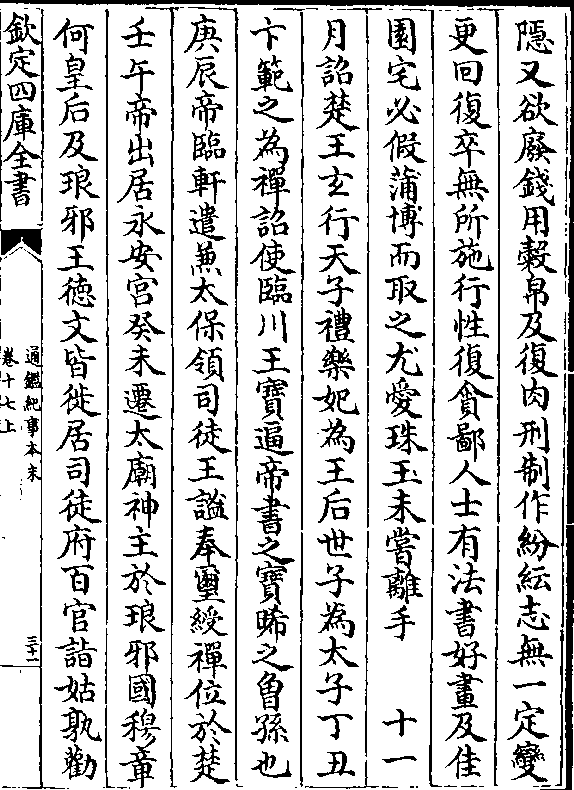 隱又欲廢錢用穀帛及復肉刑制作紛紜志無一定變
更回復卒無所施行性復貪鄙人士有法書好畫及佳
園宅必假蒲博而取之尤愛珠玉未嘗離手　十一
月詔楚王玄行天子禮樂妃為王后世子為太子丁丑
卞範之為禪詔使臨川王寶逼帝書之寶晞之曽孫也
庚辰帝臨軒遣兼太保領司徒王謐奉璽綬禪位於楚
壬午帝出居永安宫癸未遷太廟神主於琅邪國穆章
何皇后及琅邪王徳文皆徙居司徒府百官詣姑孰勸
欽定四庫全書
通鑑紀事本末
卷十七上
三十一